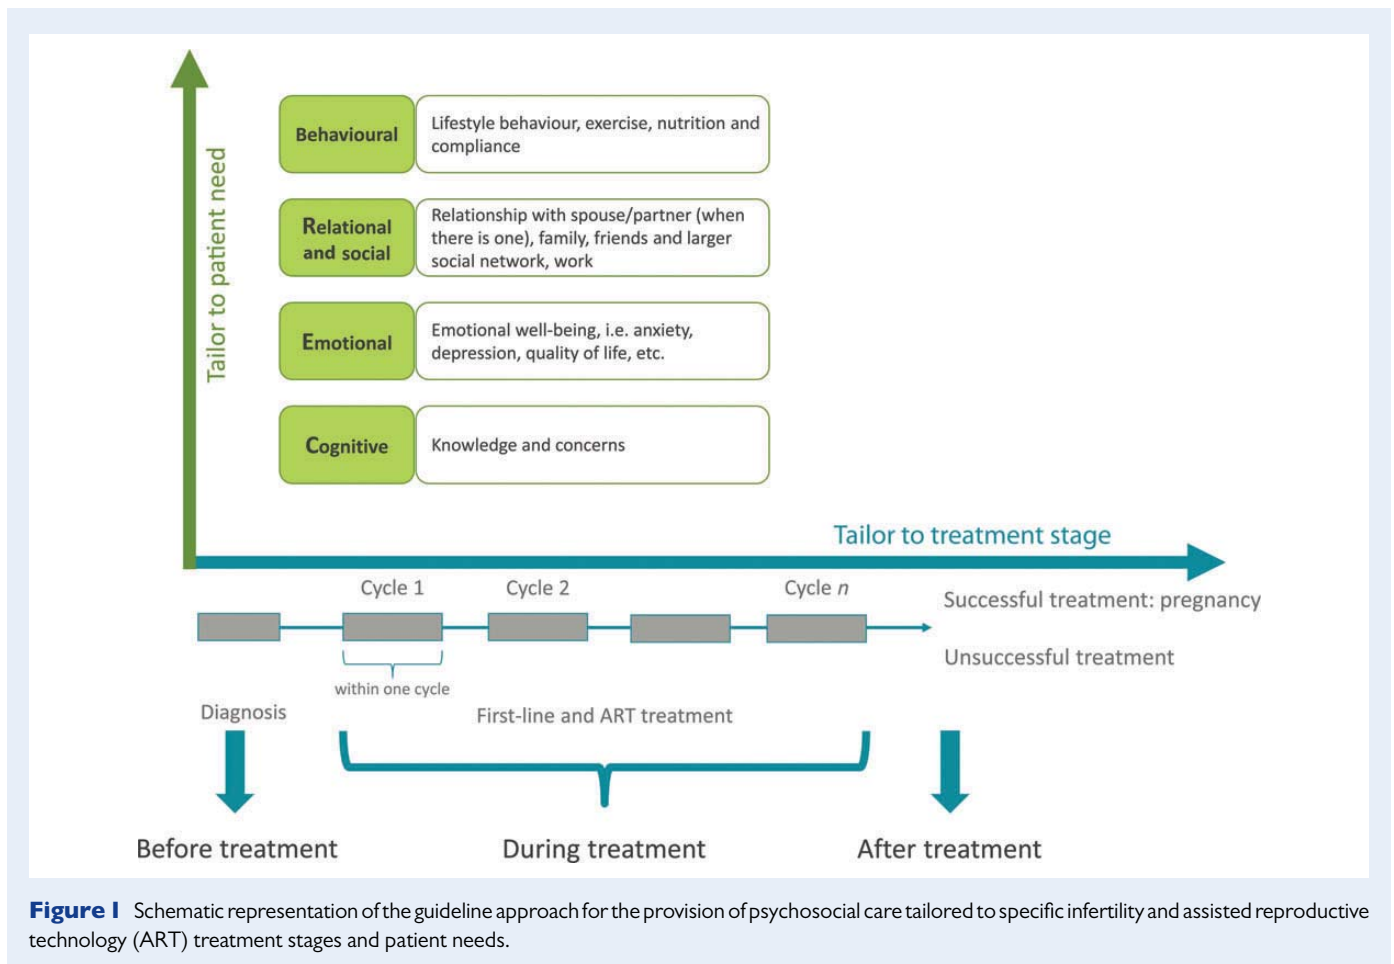 Tailor to patient need
Behavioural
Lifestyle behaviour, exercise, nutrition and
compliance
Relational
and social
Relationship with spouse/partner (when
there is one), family, friends and larger
social network, work
Emotional
Emotional well-being, i.e. anxiety,
depression, quality of life, etc.
Cognitive
Knowledge and concerns
Tailor to treatment stage
Cycle 1
Cycle 2
Cycle n
Successful treatment: pregnancy
Unsuccessful treatment
within one cycle
Diagnosis
First-line and ART treatment
Before treatment
During treatment
After treatment
Figure I Schematic representation of the guideline approach for the provision of psychosocial care tailored to specific infertility and assisted reproductive
technology (ART) treatment stages and patient needs.